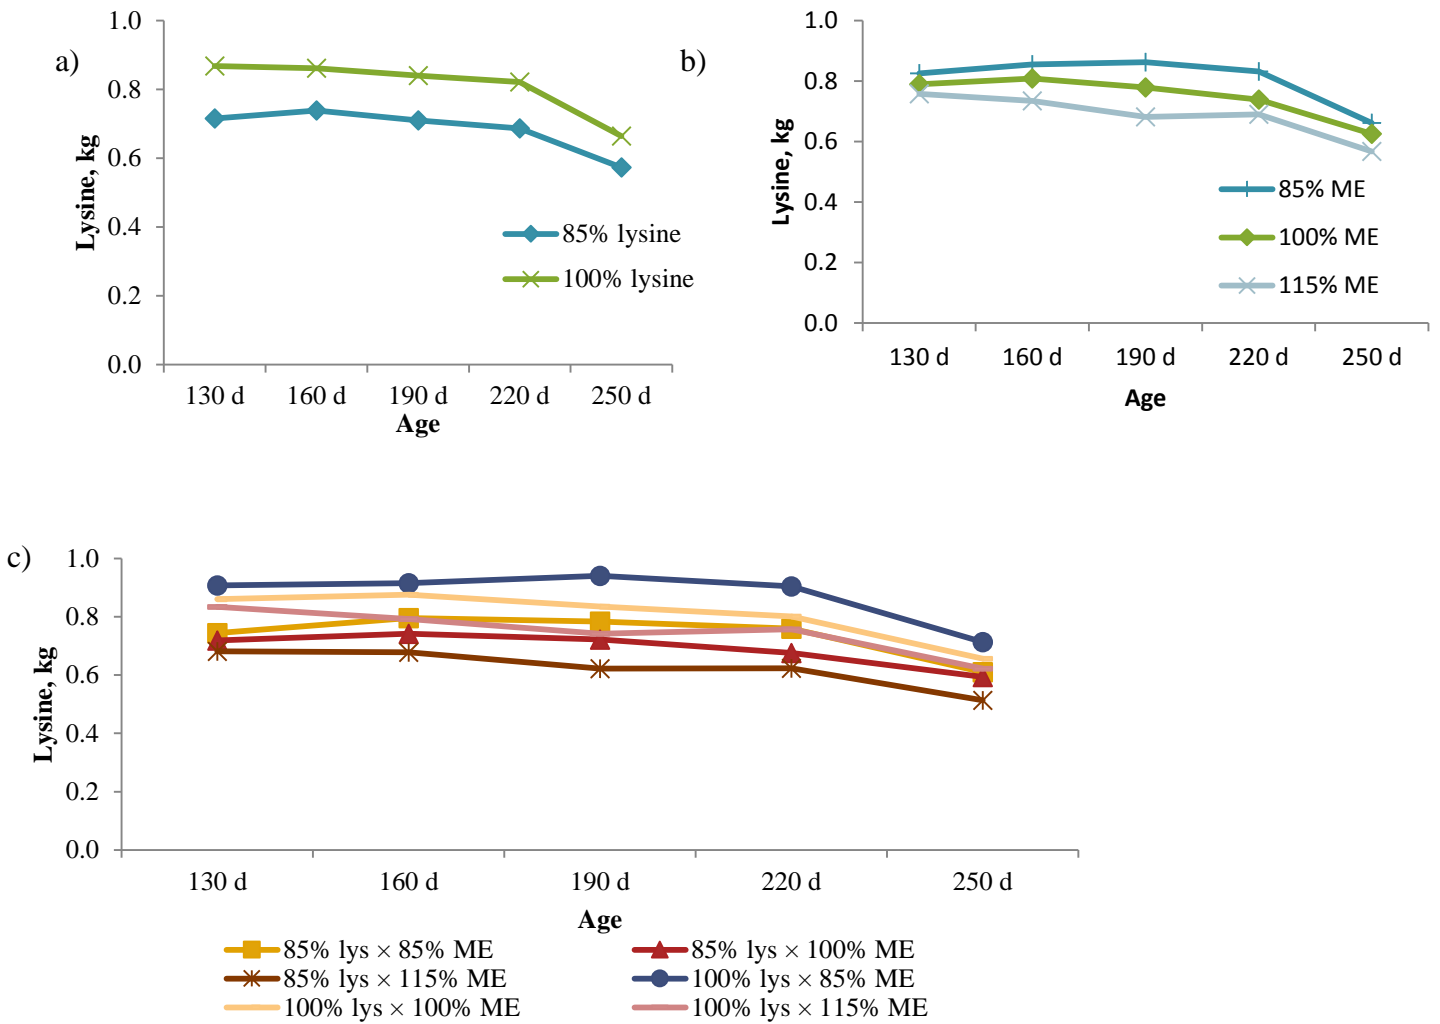 a)
1.0
0.8
0.6
0.4
0.2
0.0
Lysine, kg
85% lysine
100% lysine
130 d 160 d 190 d 220 d 250 d
Age
b)
1.0
0.8
0.6
0.4
0.2
0.0
Lysine, kg
85% ME
100% ME
115% ME
130 d 160 d 190 d 220 d 250 d
Age
c)
1.0
0.8
0.6
0.4
0.2
0.0
Lysine, kg
130 d 160 d 190 d 220 d 250 d
Age
85% lys × 85% ME 85% lys × 100% ME
85% lys × 115% ME 100% lys × 85% ME
100% lys × 100% ME 100% lys × 115% ME